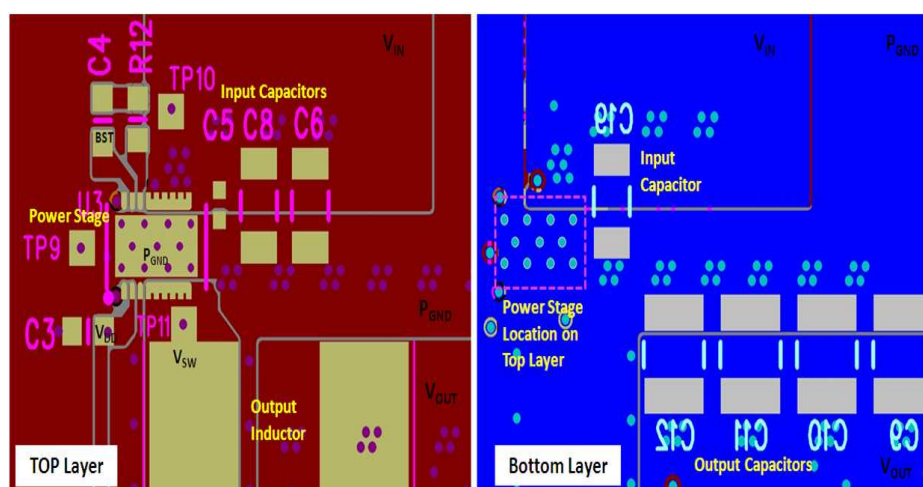 C4
R12
TP10
Input Capacitors
C5
C8
C6
VIN
BST
U3
Power Stage
TP9
PGND
C3
VDD
TP11
VSW
PGND
Output
Inductor
VOUT
TOP Layer
VIN
PGND
C19
Input
Capacitor
Power Stage
Location on
Top Layer
C12
C11
C10
C9
Output Capacitors
VOUT
Bottom Layer